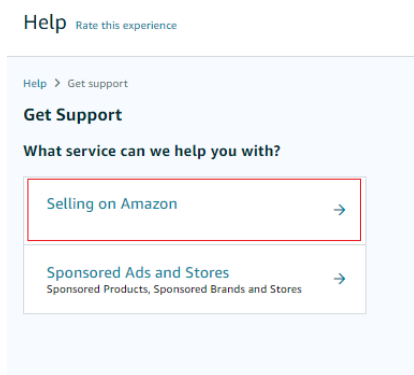 Help Rate this experience
Help > Get support
Get Support
What service can we help you with?
Selling on Amazon →
Sponsored Ads and Stores →
Sponsored Products, Sponsored Brands and Stores